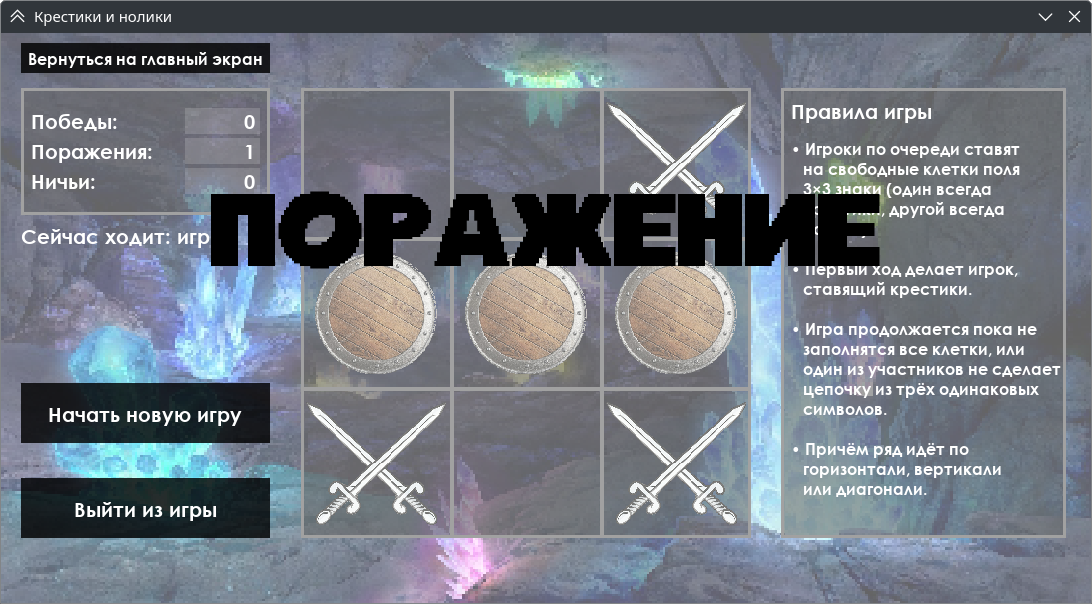 Крестики и нолики
Вернуться на главный экран
Победы: 0
Поражения: 1
Ничьи: 0
Сейчас ходит:
ПОРАЖЕНИЕ
Начать новую игру
Выйти из игры
Правила игры
• Игроки по очереди ставят
на свободные клетки поля
3×3 знаки (один всегда
другой всегда
• Первый ход делает игрок,
ставящий крестики.
• Игра продолжается пока не
заполнятся все клетки, или
один из участников не сделает
цепочку из трёх одинаковых
символов.
• Причём ряд идёт по
горизонтали, вертикали
или диагонали.